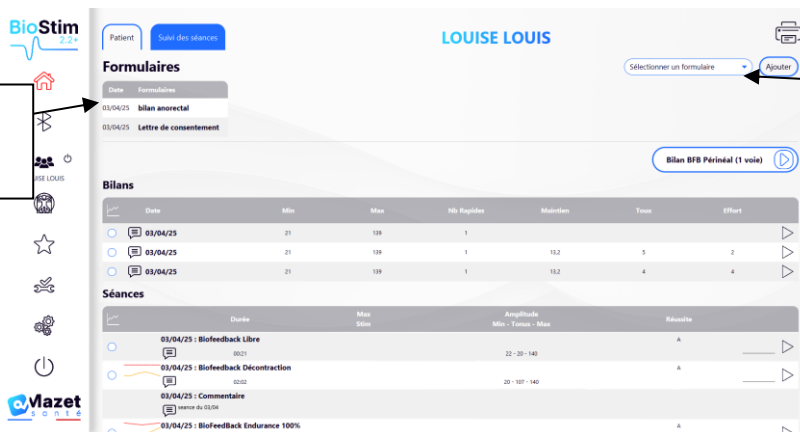 BioStim
2.2+
Patient
Suivi des séances
LOUISE LOUIS
Formulaires
Sélectionner un formulaire
Ajouter
Date Formulaires
03/04/25 bilan anorectal
03/04/25 Lettre de consentement
Bilan BFB Périnéal (1 voie)
LOUIS
Bilans
Date Min Max Nb Rapides Maintien Toux Effort
03/04/25 21 139 1
03/04/25 21 139 1 13,2 5 2
03/04/25 21 139 1 13,2 4 4
Séances
Durée Max Stim Amplitude Min - Tonus - Max Réussite
03/04/25 : Biofeedback Libre
00:21 22 - 20 - 140
03/04/25 : Biofeedback Décontraction
02:02 20 - 107 - 140
03/04/25 : Commentaire
seance du 03/04
03/04/25 : BioFeedBack Endurance 100%
Mazet
santé